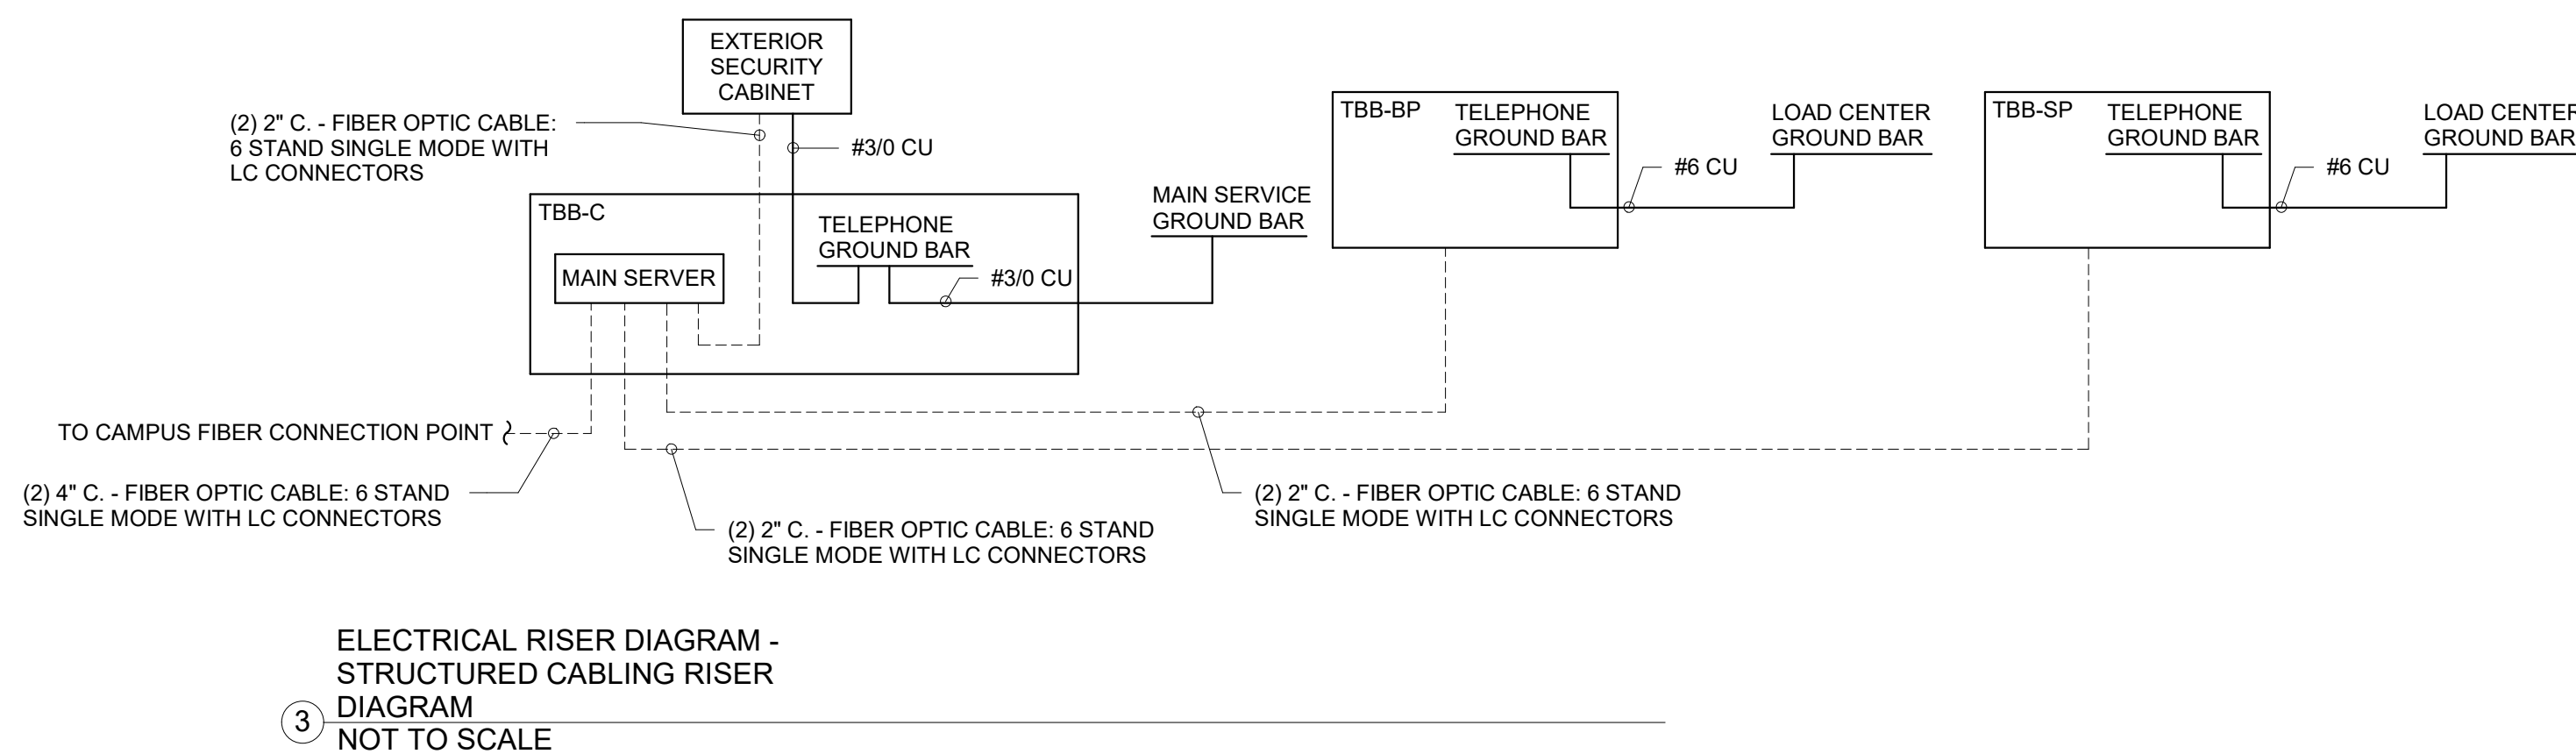 EXTERIOR
SECURITY
CABINET
(2) 2" C. - FIBER OPTIC CABLE:
6 STAND SINGLE MODE WITH
LC CONNECTORS
#3/0 CU
TBB-C
MAIN SERVER
TELEPHONE
GROUND BAR
#3/0 CU
MAIN SERVICE
GROUND BAR
TBB-BP
TELEPHONE
GROUND BAR
#6 CU
LOAD CENTER
GROUND BAR
TBB-SP
TELEPHONE
GROUND BAR
#6 CU
LOAD CENTER
GROUND BAR
TO CAMPUS FIBER CONNECTION POINT
(2) 4" C. - FIBER OPTIC CABLE: 6 STAND
SINGLE MODE WITH LC CONNECTORS
(2) 2" C. - FIBER OPTIC CABLE: 6 STAND
SINGLE MODE WITH LC CONNECTORS
(2) 2" C. - FIBER OPTIC CABLE: 6 STAND
SINGLE MODE WITH LC CONNECTORS
3
ELECTRICAL RISER DIAGRAM -
STRUCTURED CABLING RISER
DIAGRAM
NOT TO SCALE